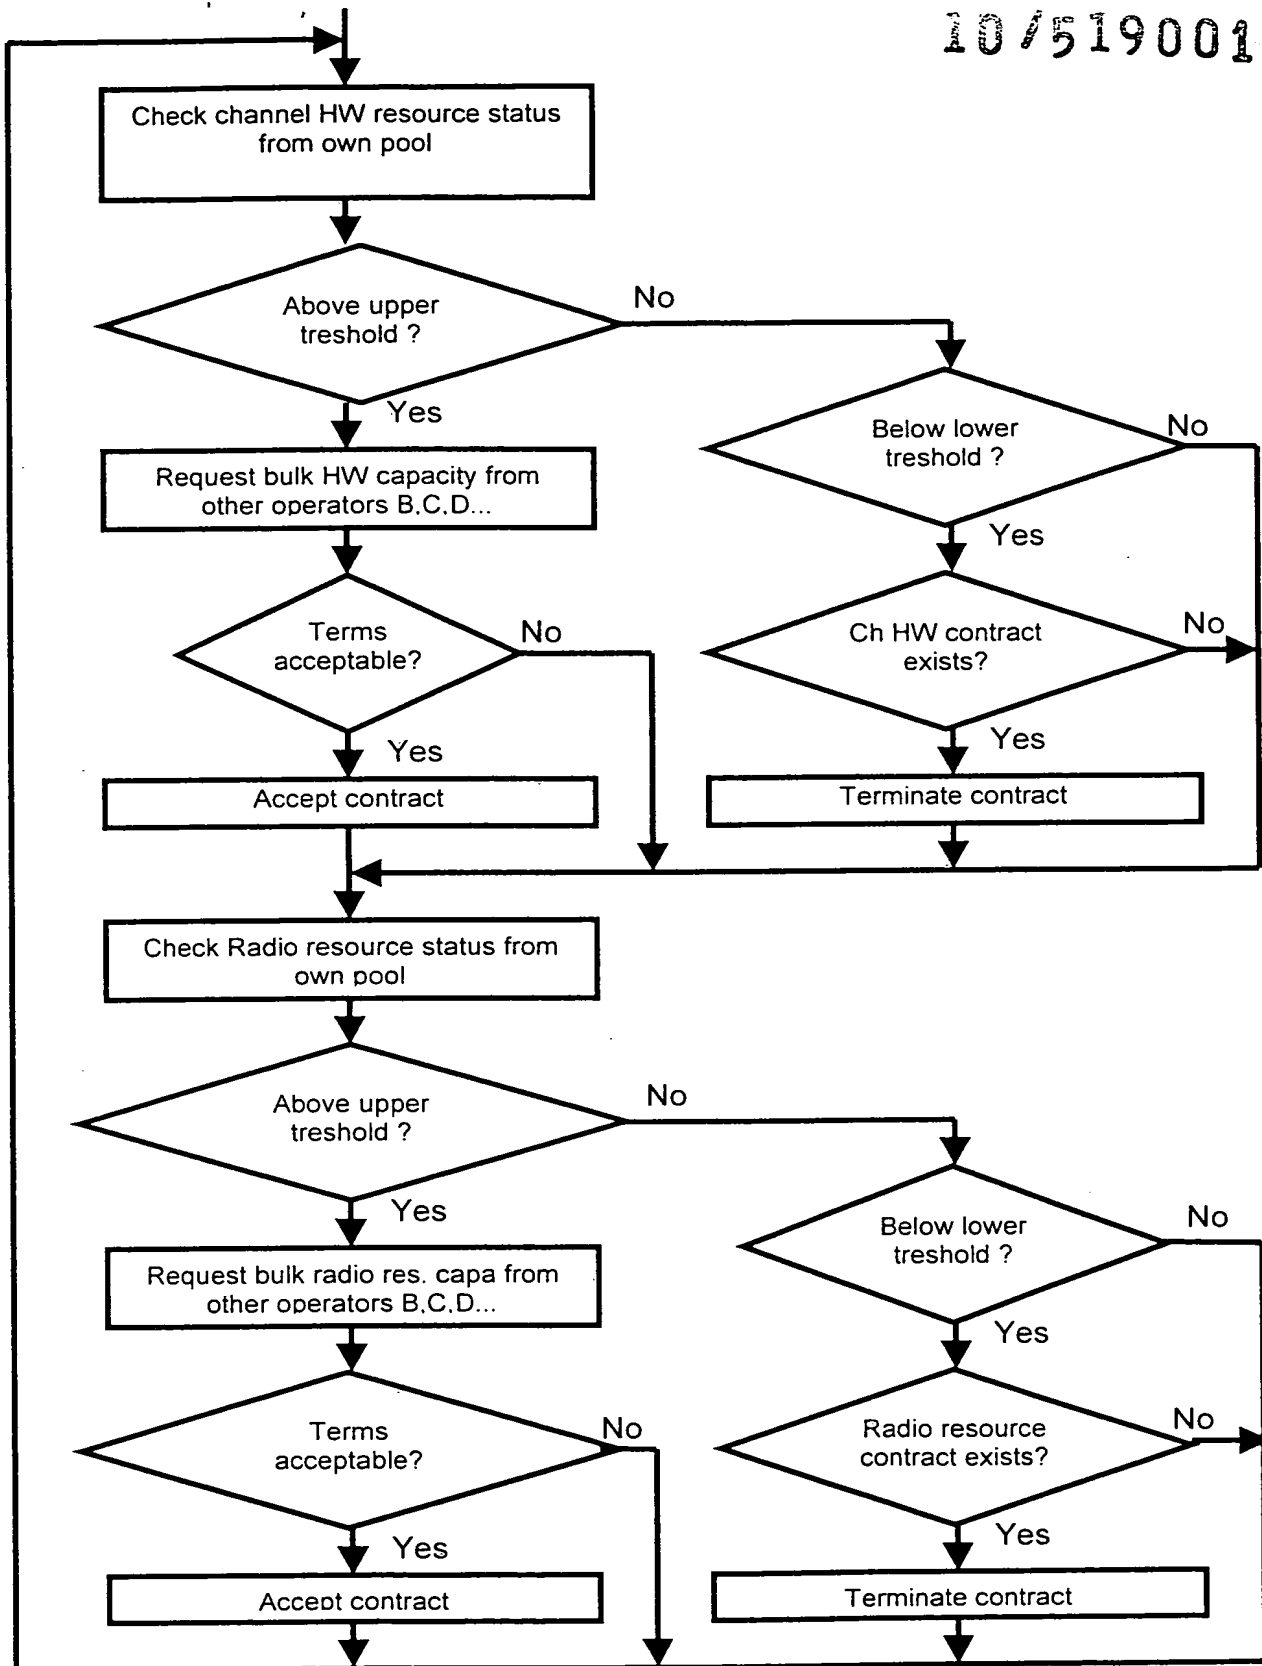 10/519001
Check channel HW resource status
from own pool
Above upper
treshold ?
No
Yes
Below lower
treshold ?
No
Request bulk HW capacity from
other operators B,C,D...
Yes
Terms
acceptable?
No
Ch HW contract
exists?
No
Yes
Yes
Accept contract
Terminate contract
Check Radio resource status from
own pool
Above upper
treshold ?
No
Yes
Below lower
treshold ?
No
Request bulk radio res. capa from
other operators B,C,D...
Yes
Terms
acceptable?
No
Radio resource
contract exists?
No
Yes
Yes
Accept contract
Terminate contract